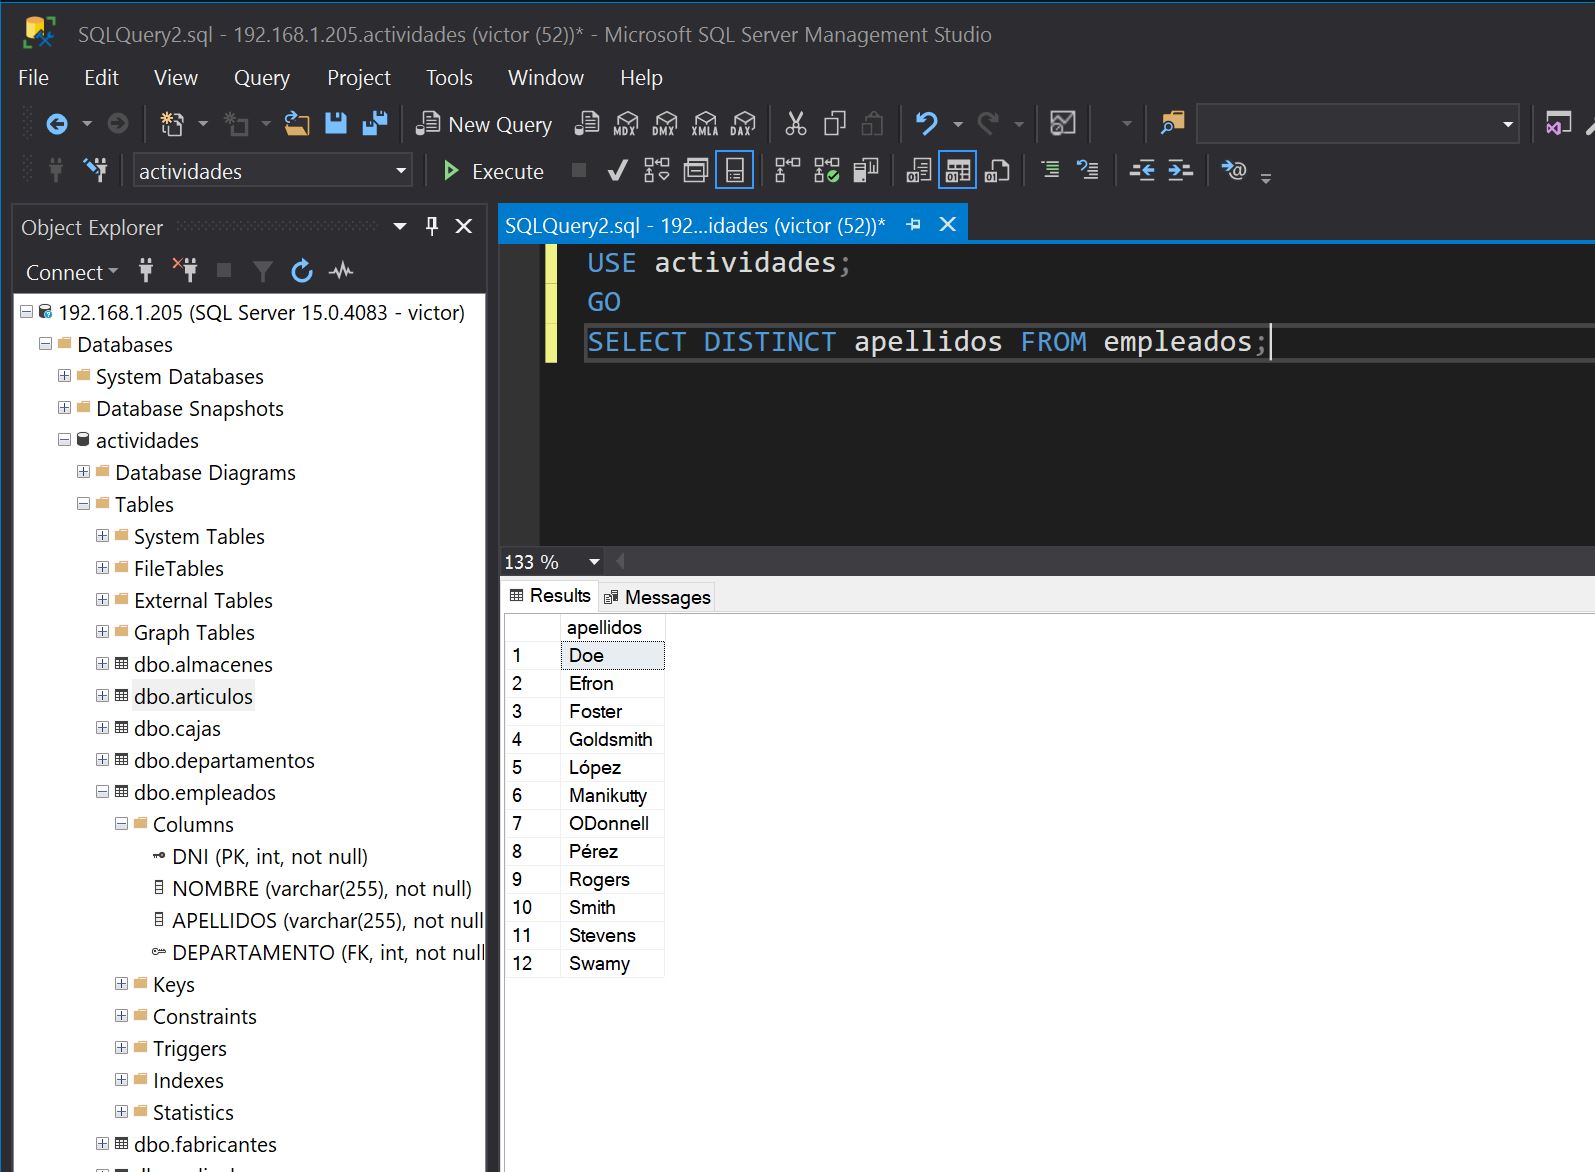 SQLQuery2.sql - 192.168.1.205.actividades (victor (52))* - Microsoft SQL Server Management Studio
File Edit View Query Project Tools Window Help
New Query MDX DMX XMLA DAX
actividades Execute
Object Explorer
Connect
192.168.1.205 (SQL Server 15.0.4083 - victor)
Databases
System Databases
Database Snapshots
actividades
Database Diagrams
Tables
System Tables
FileTables
External Tables
Graph Tables
dbo.almacenes
dbo.articulos
dbo.cajas
dbo.departamentos
dbo.empleados
Columns
DNI (PK, int, not null)
NOMBRE (varchar(255), not null)
APELLIDOS (varchar(255), not null
DEPARTAMENTO (FK, int, not null
Keys
Constraints
Triggers
Indexes
Statistics
dbo.fabricantes
SQLQuery2.sql - 192...idades (victor (52))*
USE actividades;
GO
SELECT DISTINCT apellidos FROM empleados;
133 %
Results Messages
apellidos
1 Doe
2 Efron
3 Foster
4 Goldsmith
5 López
6 Manikutty
7 ODonnell
8 Pérez
9 Rogers
10 Smith
11 Stevens
12 Swamy